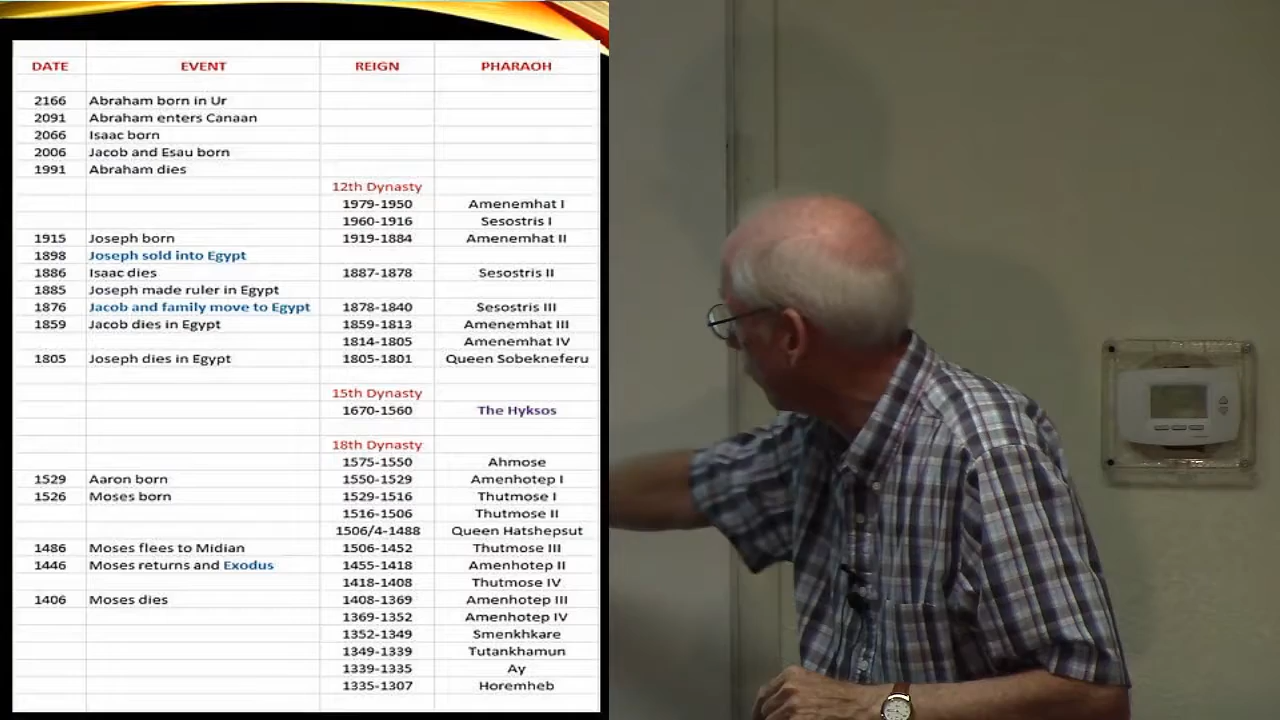 DATE EVENT REIGN PHARAOH
2166 Abraham born in Ur
2091 Abraham enters Canaan
2066 Isaac born
2006 Jacob and Esau born
1991 Abraham dies
12th Dynasty
1979-1950 Amenemhat I
1960-1916 Sesostris I
1915 Joseph born 1919-1884 Amenemhat II
1898 Joseph sold into Egypt
1886 Isaac dies 1887-1878 Sesostris II
1885 Joseph made ruler in Egypt
1876 Jacob and family move to Egypt 1878-1840 Sesostris III
1859 Jacob dies in Egypt 1859-1813 Amenemhat III
1814-1805 Amenemhat IV
1805 Joseph dies in Egypt 1805-1801 Queen Sobekneferu
15th Dynasty
1670-1560 The Hyksos
18th Dynasty
1575-1550 Ahmose
1529 Aaron born 1550-1529 Amenhotep I
1526 Moses born 1529-1516 Thutmose I
1516-1506 Thutmose II
1506/4-1488 Queen Hatshepsut
1486 Moses flees to Midian 1506-1452 Thutmose III
1446 Moses returns and Exodus 1455-1418 Amenhotep II
1418-1408 Thutmose IV
1406 Moses dies 1408-1369 Amenhotep III
1369-1352 Amenhotep IV
1352-1349 Smenkhkare
1349-1339 Tutankhamun
1339-1335 Ay
1335-1307 Horemheb